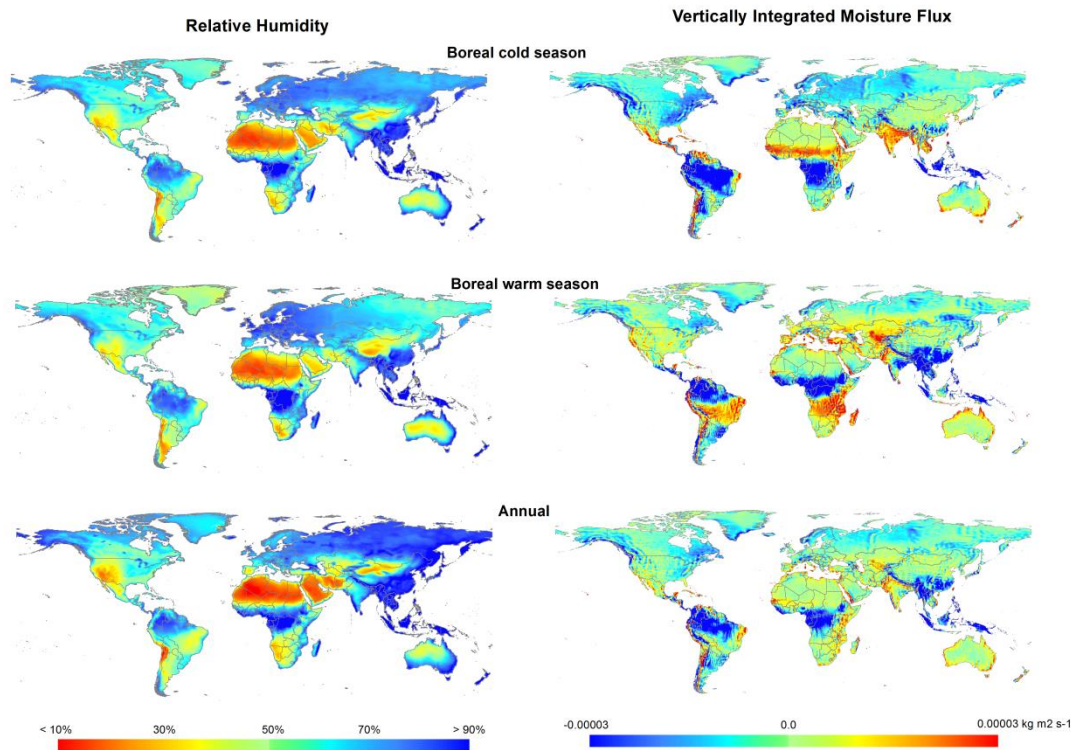 Relative Humidity
Vertically Integrated Moisture Flux
Boreal cold season
Boreal warm season
Annual
< 10% 30% 50% 70% > 90%
-0.00003 0.0 0.00003 kg m2 s-1